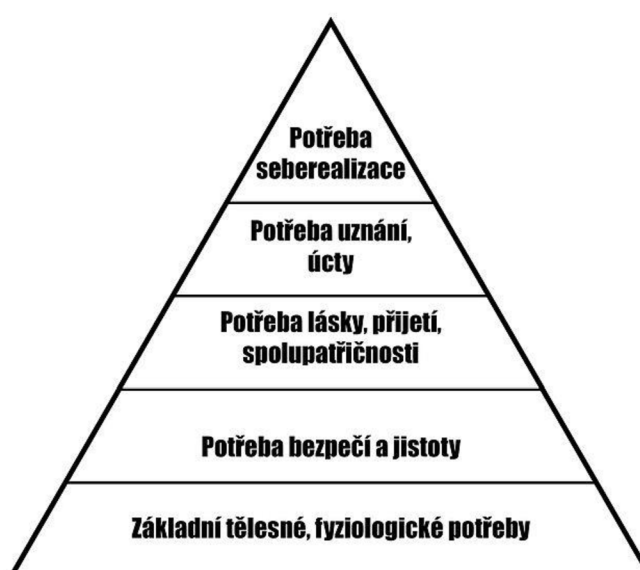 Potřeba
seberealizace
Potřeba uznání,
úcty
Potřeba lásky, přijetí,
spolupatřičnosti
Potřeba bezpečí a jistoty
Základní tělesné, fyziologické potřeby